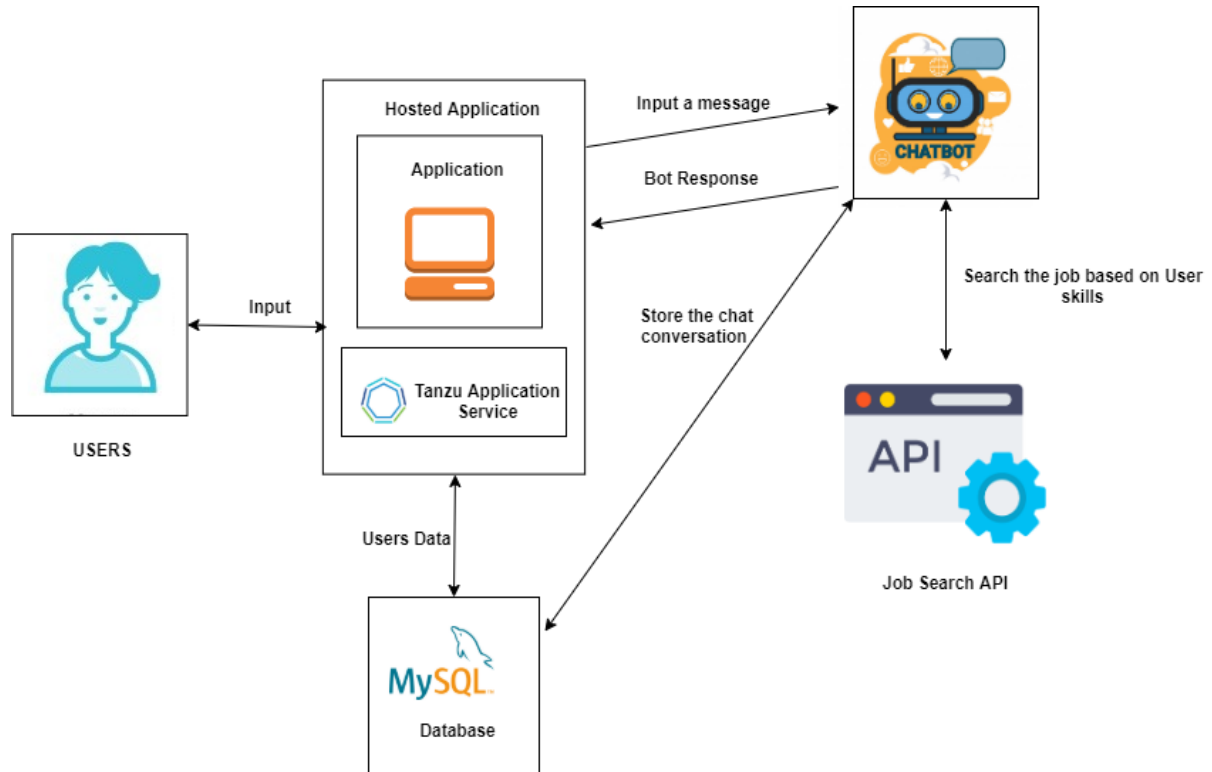 Hosted Application
Application
Tanzu Application
Service
Input a message
Bot Response
CHATBOT
Input
USERS
Store the chat
conversation
Search the job based on User
skills
API
Job Search API
Users Data
MySQL
Database